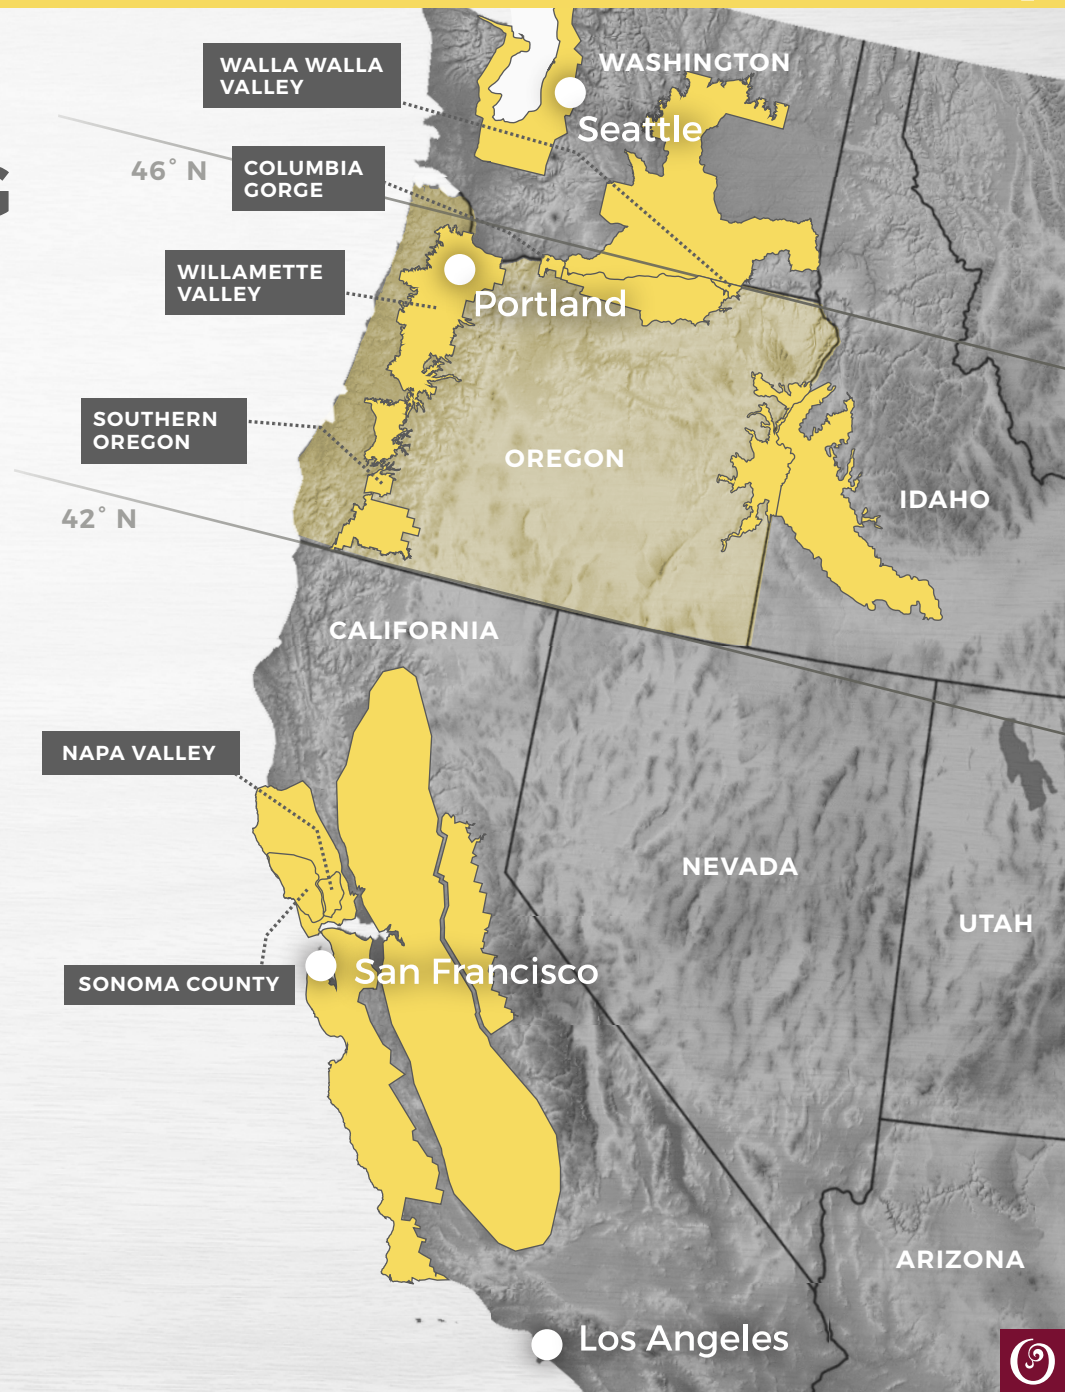 WALLA WALLA
VALLEY
WASHINGTON
Seattle
46° N
COLUMBIA
GORGE
WILLAMETTE
VALLEY
Portland
SOUTHERN
OREGON
OREGON
IDAHO
42° N
CALIFORNIA
NAPA VALLEY
NEVADA
UTAH
SONOMA COUNTY
San Francisco
ARIZONA
Los Angeles